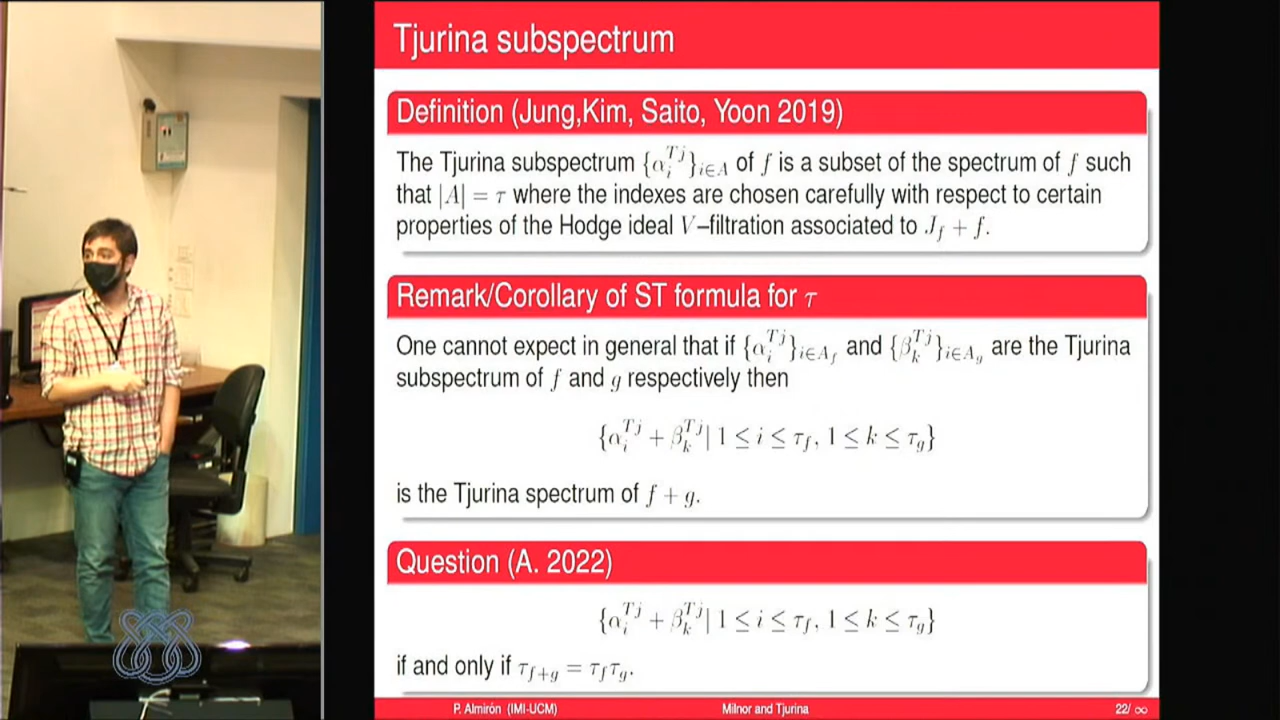 Tjurina subspectrum
Definition (Jung,Kim, Saito, Yoon 2019)
The Tjurina subspectrum {α_i^{Tj}}_{i∈A} of f is a subset of the spectrum of f such
that |A| = τ where the indexes are chosen carefully with respect to certain
properties of the Hodge ideal V–filtration associated to J_f + f.
Remark/Corollary of ST formula for τ
One cannot expect in general that if {α_i^{Tj}}_{i∈A_f} and {β_k^{Tj}}_{i∈A_g} are the Tjurina
subspectrum of f and g respectively then
{α_i^{Tj} + β_k^{Tj}| 1 ≤ i ≤ τ_f, 1 ≤ k ≤ τ_g}
is the Tjurina spectrum of f + g.
Question (A. 2022)
{α_i^{Tj} + β_k^{Tj}| 1 ≤ i ≤ τ_f, 1 ≤ k ≤ τ_g}
if and only if τ_{f+g} = τ_fτ_g.
P. Almirón (IMI-UCM) Milnor and Tjurina 22/ ∞